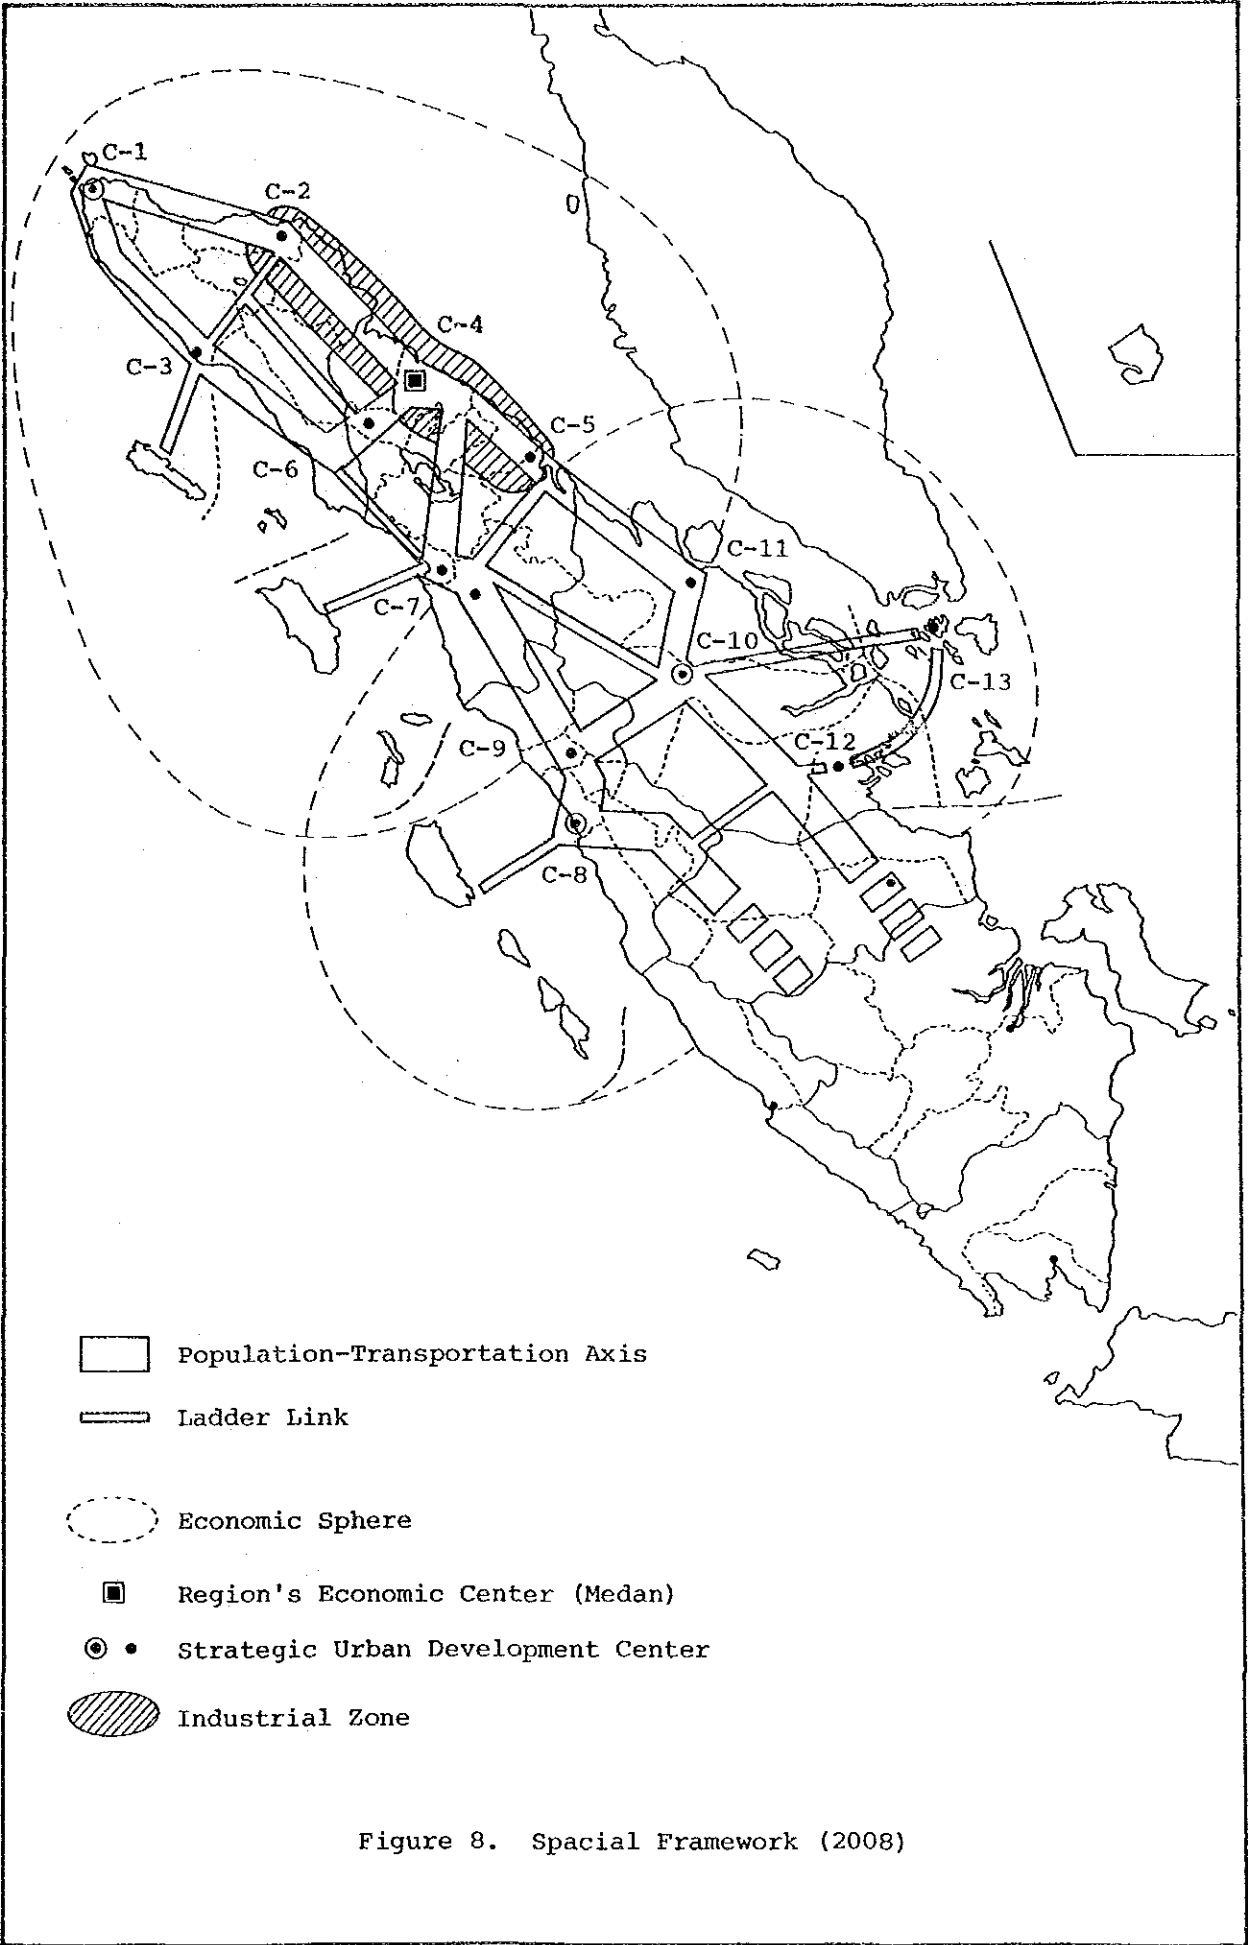 C-1
C-2
C-4
C-3
C-5
C-6
C-11
C-7
C-10
C-13
C-9
C-12
C-8
Population-Transportation Axis
Ladder Link
Economic Sphere
Region's Economic Center (Medan)
Strategic Urban Development Center
Industrial Zone
Figure 8. Spacial Framework (2008)